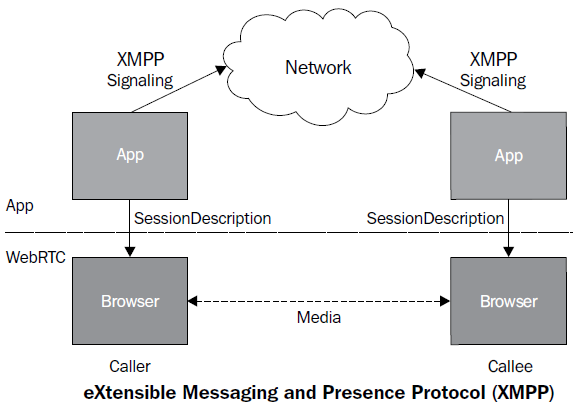 XMPP
Signaling
Network
XMPP
Signaling
App
App
App
SessionDescription
SessionDescription
WebRTC
Browser
Browser
Media
Caller
Callee
eXtensible Messaging and Presence Protocol (XMPP)